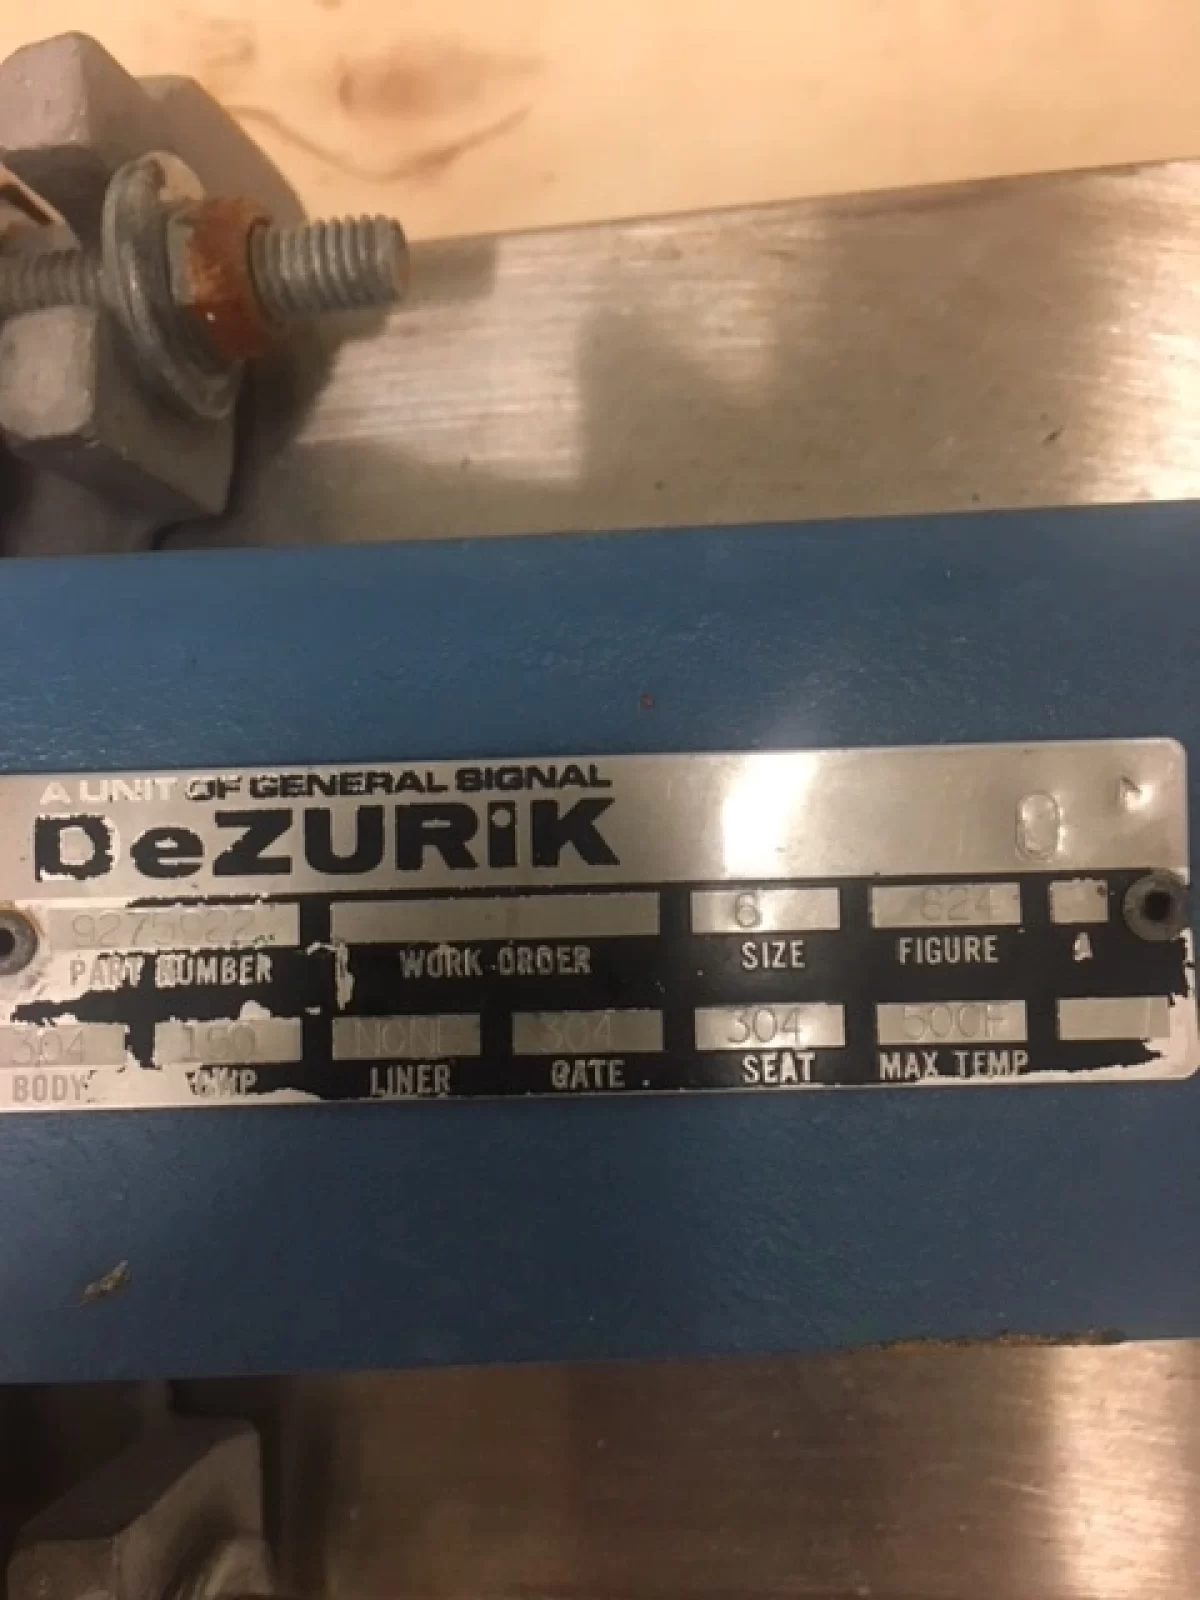 A UNIT OF GENERAL SIGNAL
DeZURiK
9275022 6 824
PART NUMBER WORK ORDER SIZE FIGURE
304 150 NONE 304 304 500F
BODY CWP LINER GATE SEAT MAX TEMP